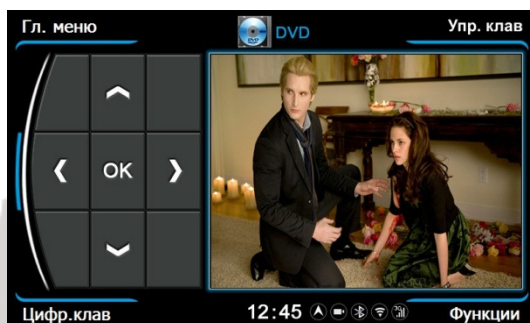 Гл. меню
DVD
Упр. клав
OK
Цифр.клав
12:45
Функции